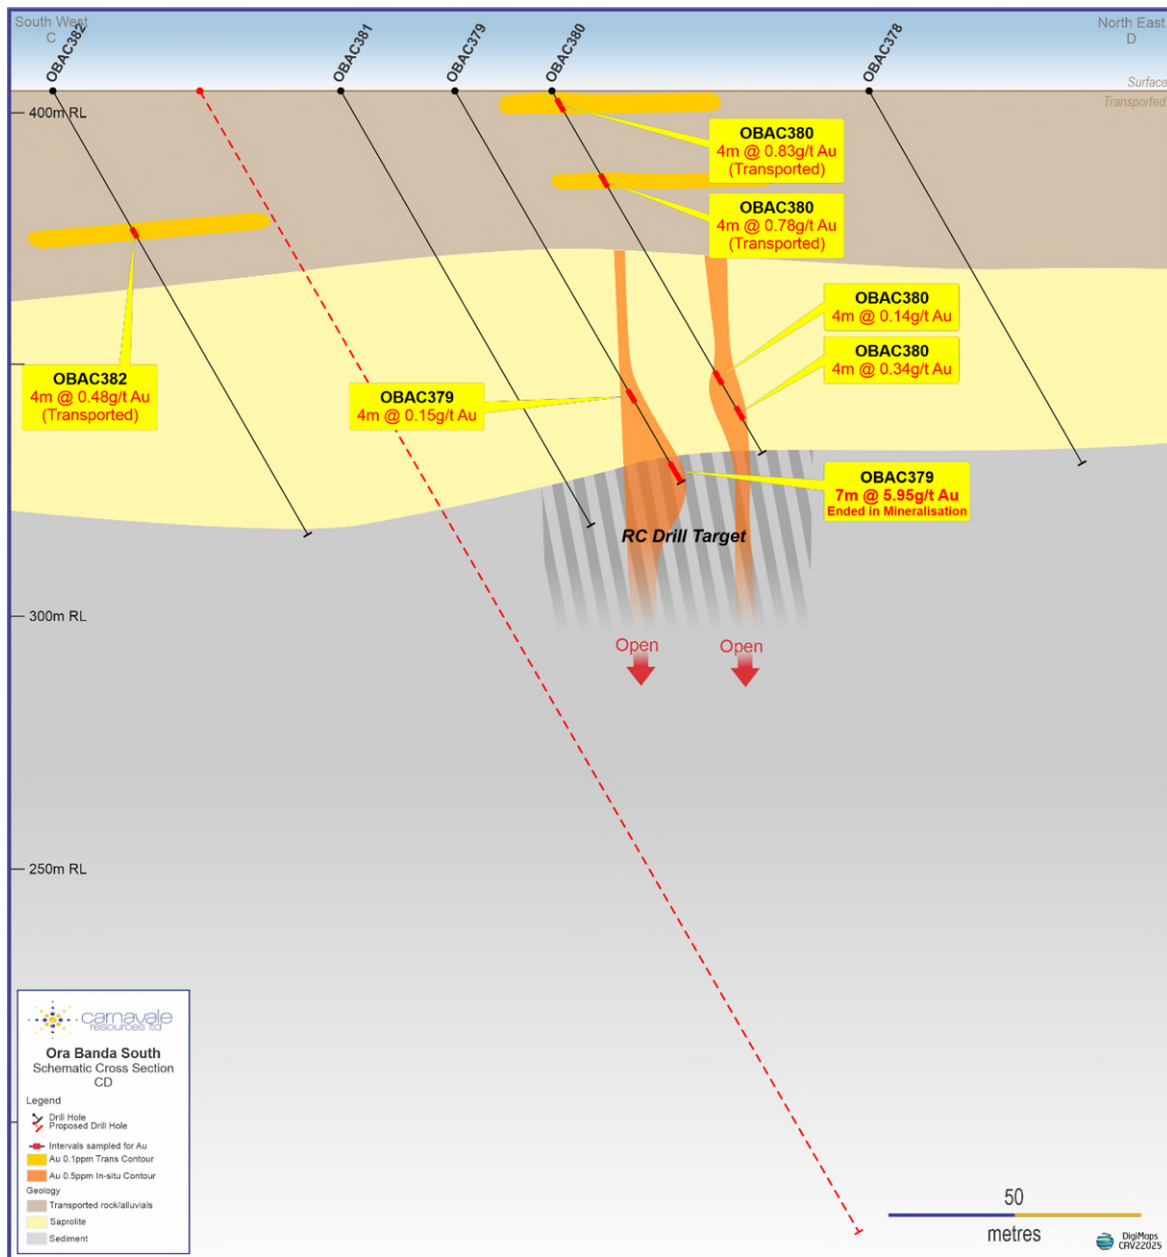 South West
C
OBAC382
OBAC381
OBAC379
OBAC380
OBAC378
North East
D
Surface
Transported
400m RL
OBAC380
4m @ 0.83g/t Au
(Transported)
OBAC380
4m @ 0.78g/t Au
(Transported)
OBAC380
4m @ 0.14g/t Au
OBAC380
4m @ 0.34g/t Au
OBAC382
4m @ 0.48g/t Au
(Transported)
OBAC379
4m @ 0.15g/t Au
OBAC379
7m @ 5.95g/t Au
Ended in Mineralisation
RC Drill Target
300m RL
Open
Open
250m RL
carnavale
resources ltd
Ora Banda South
Schematic Cross Section
CD
Legend
Drill Hole
Proposed Drill Hole
Intervals sampled for Au
Au 0.1ppm Trans Contour
Au 0.5ppm In-situ Contour
Geology
Transported rock/alluvials
Saprolite
Sediment
50
metres
DigiMaps
CAV22025